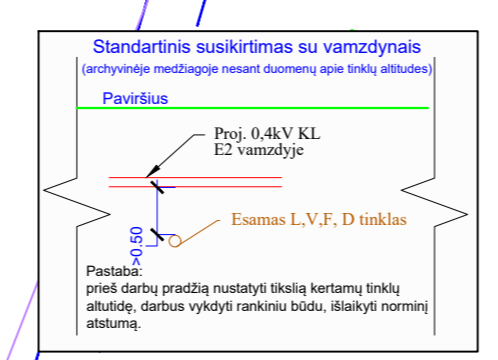 Standartinis susikirtimas su vamzdynais
(archyvinėje medžiagoje nesant duomenų apie tinklų altitudes)
Paviršius
Proj. 0,4kV KL
E2 vamzdyje
Esamas L,V,F, D tinklas
>0.50
Pastaba:
prieš darbų pradžią nustatyti tikslią kertamų tinklų
altutidę, darbus vykdyti rankiniu būdu, išlaikyti norminį
atstumą.